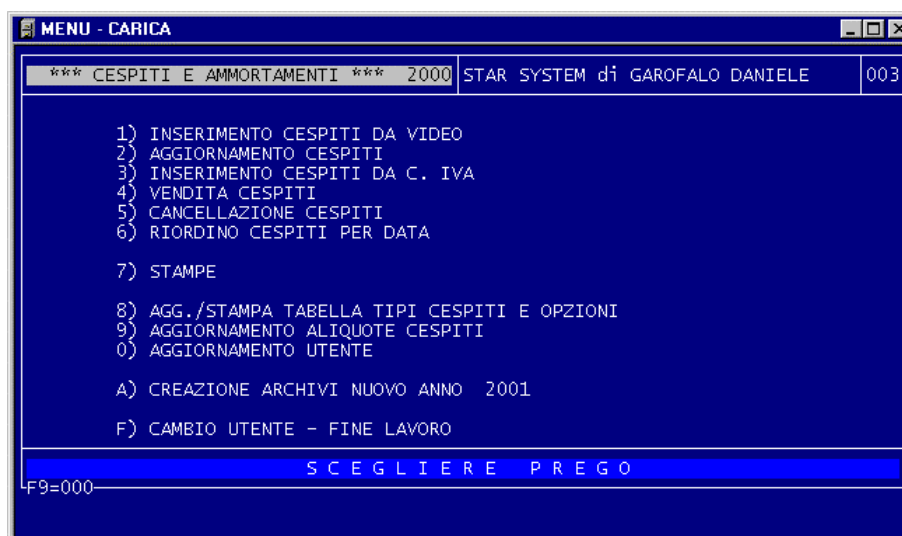 MENU - CARICA
*** CESPITI E AMMORTAMENTI *** 2000 STAR SYSTEM di GAROFALO DANIELE 003
1) INSERIMENTO CESPITI DA VIDEO
2) AGGIORNAMENTO CESPITI
3) INSERIMENTO CESPITI DA C. IVA
4) VENDITA CESPITI
5) CANCELLAZIONE CESPITI
6) RIORDINO CESPITI PER DATA
7) STAMPE
8) AGG./STAMPA TABELLA TIPI CESPITI E OPZIONI
9) AGGIORNAMENTO ALIQUOTE CESPITI
0) AGGIORNAMENTO UTENTE
A) CREAZIONE ARCHIVI NUOVO ANNO 2001
F) CAMBIO UTENTE - FINE LAVORO
S C E G L I E R E P R E G O
F9=000